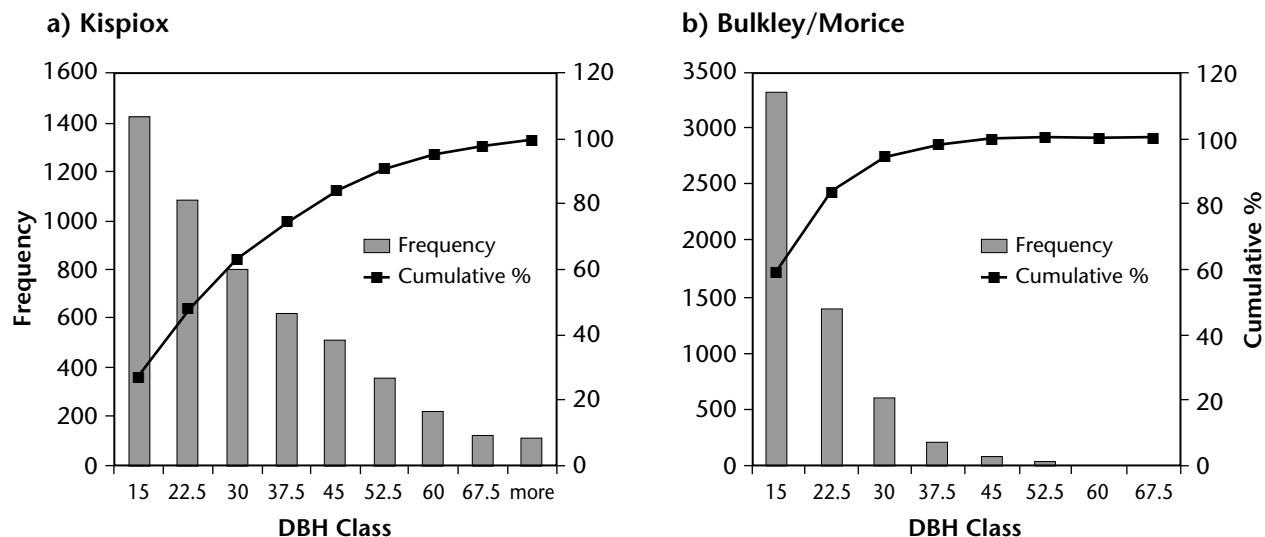 a) Kispiox
1600
1400
1200
1000
800
600
400
200
0
Frequency
120
100
80
60
40
20
0
Frequency
Cumulative %
15 22.5 30 37.5 45 52.5 60 67.5 more
DBH Class
b) Bulkley/Morice
3500
3000
2500
2000
1500
1000
500
0
120
100
80
60
40
20
0
Cumulative %
Frequency
Cumulative %
15 22.5 30 37.5 45 52.5 60 67.5
DBH Class